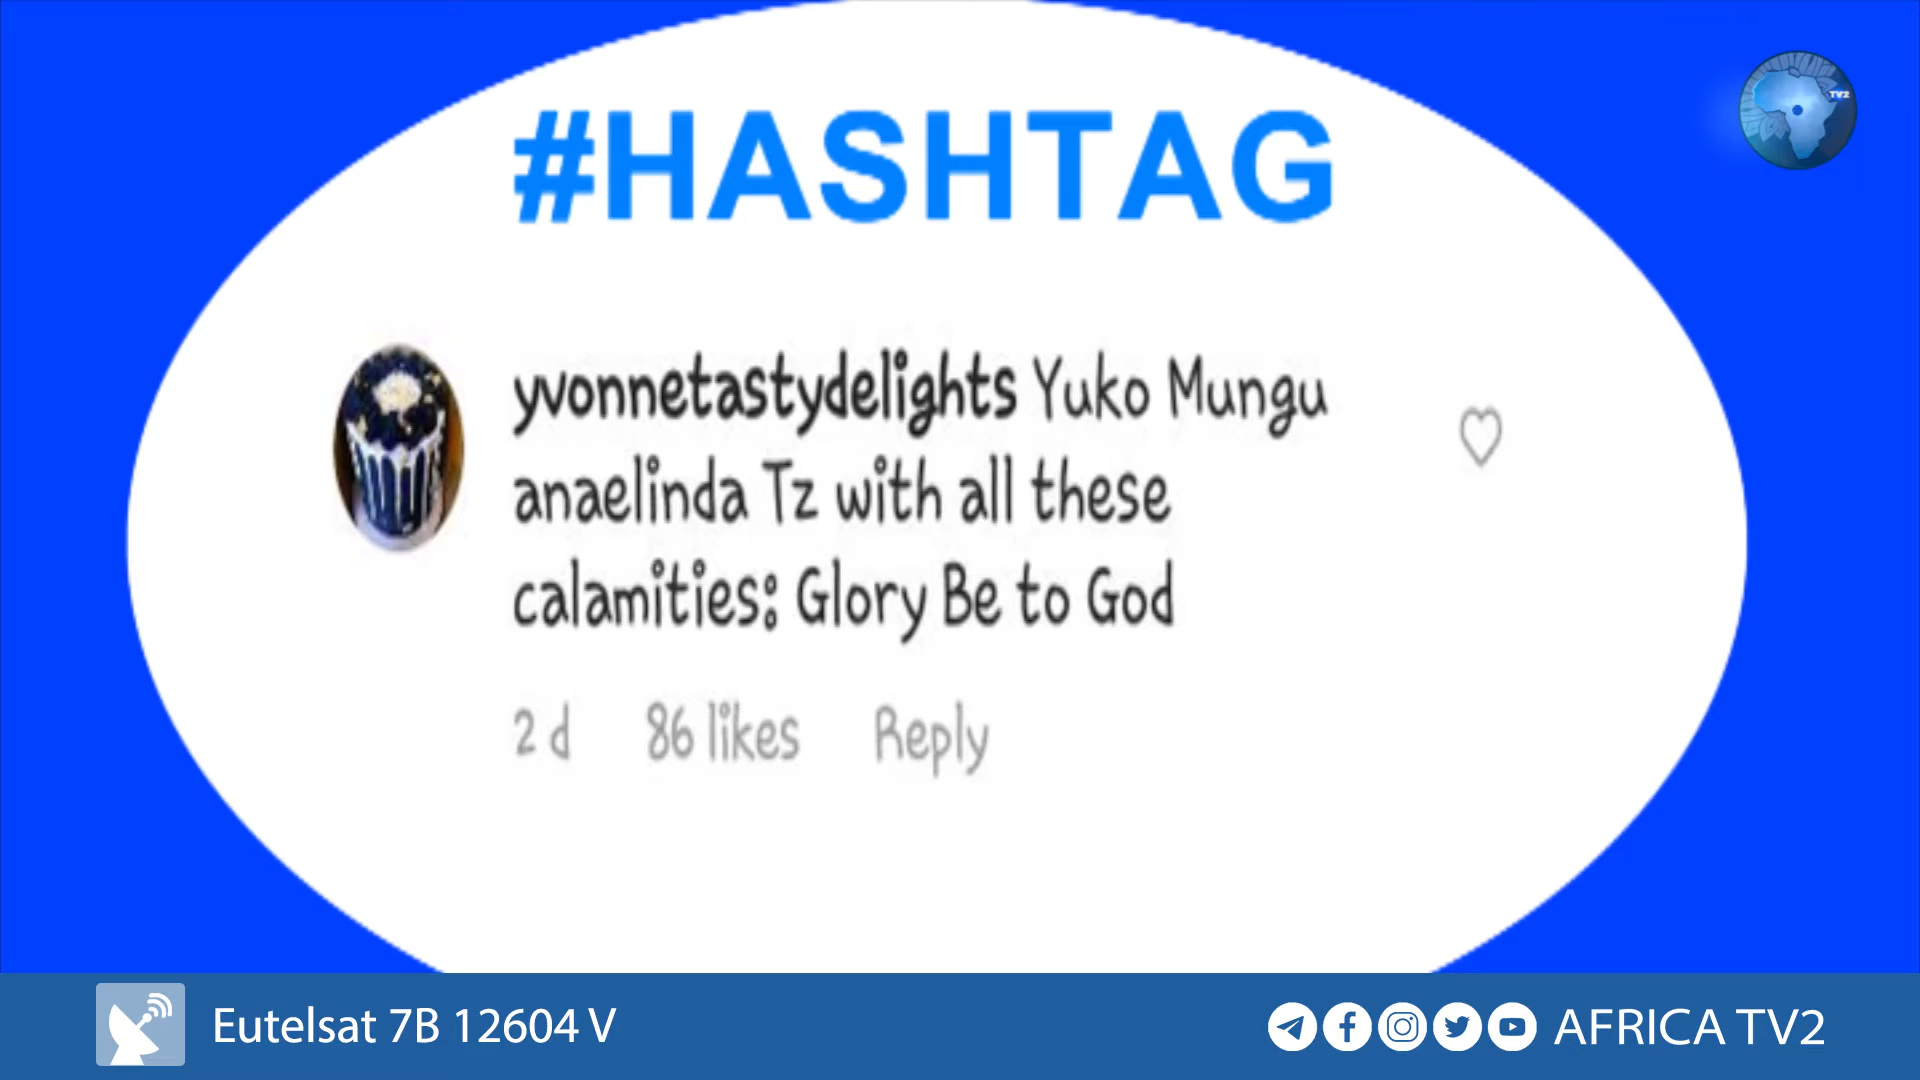 TV2
#HASHTAG
yvonnetastydelights Yuko Mungu
anaelinda Tz with all these
calamities: Glory Be to God
2 d 86 likes Reply
Eutelsat 7B 12604 V
AFRICA TV2